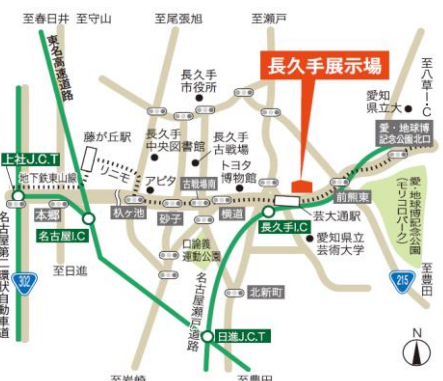 至春日井
至守山
至尾張旭
至瀬戸
長久手展示場
至八草I・C
東名高速道路
長久手
市役所
愛知
県立大
愛・地球博
記念公園北口
藤が丘駅
長久手
中央図書館
長久手
古戦場
上社J.C.T
地下鉄東山線
リニモ
アピタ
古戦場南
トヨタ
博物館
前熊東
本郷
杁ヶ池
砂子
横道
芸大通駅
名古屋I.C
長久手I.C
愛・地球博記念公園
(モリコロパーク)
口論義
運動公園
愛知県立
芸術大学
名古屋第二環状自動車道
302
至日進
名古屋瀬戸道路
北新町
215
至豊田
日進J.C.T
N
至岩崎
至豊田